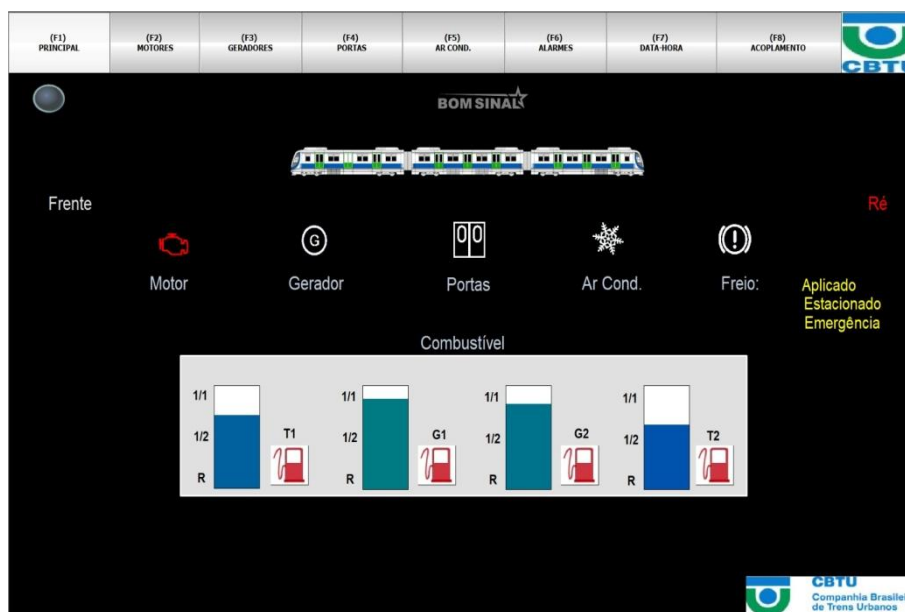 (F1)
PRINCIPAL
(F2)
MOTORES
(F3)
GERADORES
(F4)
PORTAS
(F5)
AR COND.
(F6)
ALARMES
(F7)
DATA-HORA
(F8)
ACOPLAMENTO
CBTU
BOM SINAL
Frente
Ré
G
Motor
Gerador
Portas
Ar Cond.
Freio:
Aplicado
Estacionado
Emergência
Combustível
1/1
1/2
R
T1
1/1
1/2
R
G1
1/1
1/2
R
G2
1/1
1/2
R
T2
CBTU
Companhia Brasilei
de Trens Urbanos